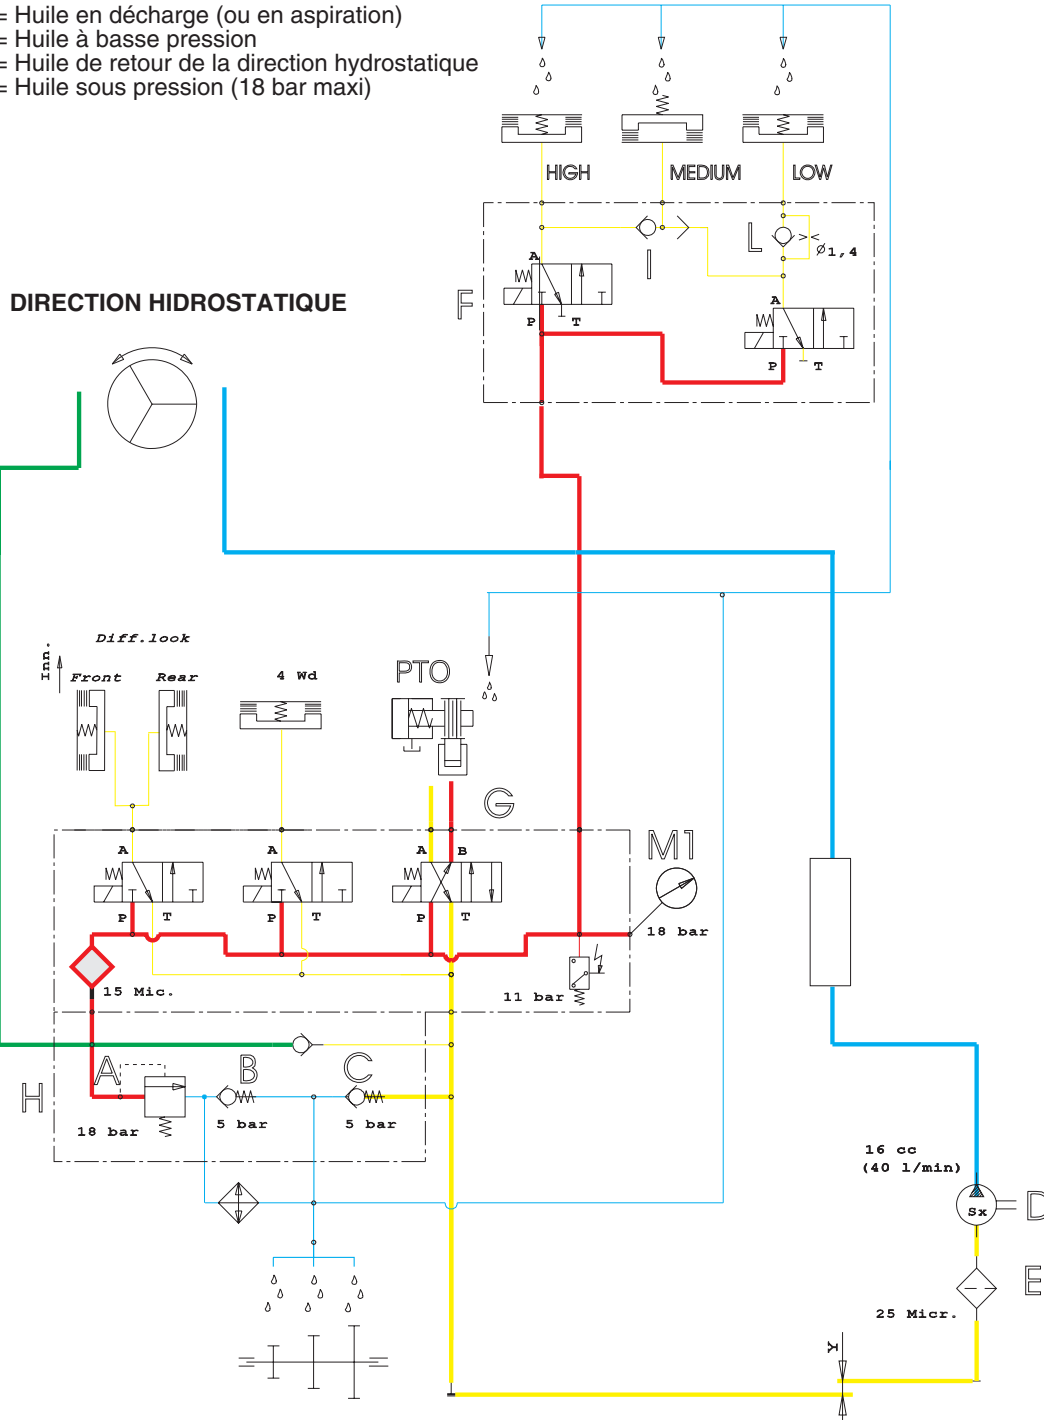 = Huile en décharge (ou en aspiration)
= Huile à basse pression
= Huile de retour de la direction hydrostatique
= Huile sous pression (18 bar maxi)
HIGH
MEDIUM
LOW
L
I
Ø1,4
A
F
P
T
A
P
T
DIRECTION HIDROSTATIQUE
Inn.
Diff.look
Front
Rear
4 Wd
PTO
G
M1
A
A
A
B
P
T
P
T
P
T
18 bar
15 Mic.
11 bar
H
A
B
C
18 bar
5 bar
5 bar
16 cc
(40 l/min)
Sx
D
E
25 Micr.
Y